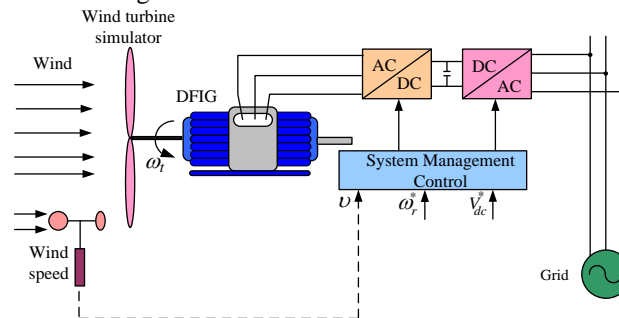 Wind turbine
simulator
Wind
DFIG
AC
DC
DC
AC
ω_t
System Management
Control
υ
ω_r^*
V_dc^*
Wind
speed
Grid